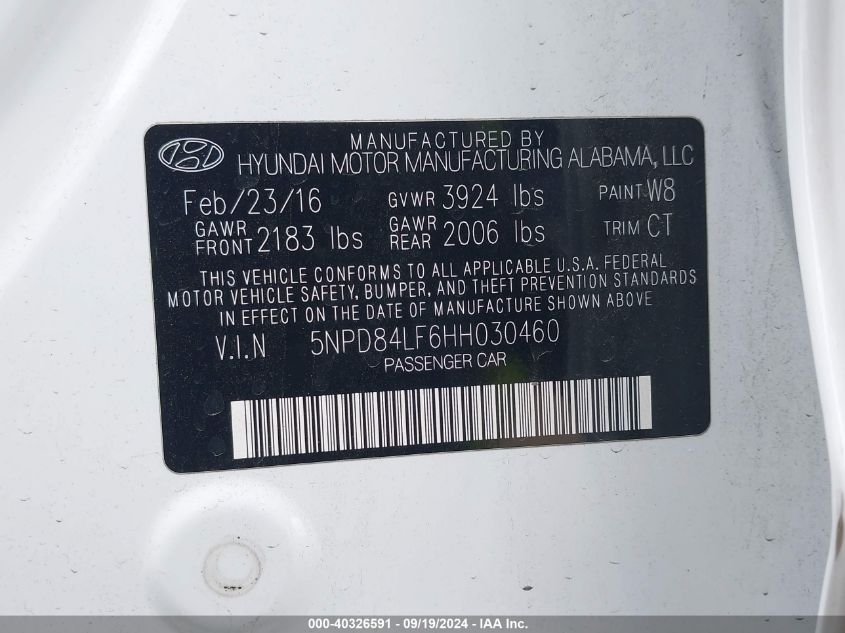 MANUFACTURED BY
HYUNDAI MOTOR MANUFACTURING ALABAMA, LLC
Feb/23/16 GVWR 3924 lbs PAINT W8
GAWR FRONT 2183 lbs GAWR REAR 2006 lbs TRIM CT
THIS VEHICLE CONFORMS TO ALL APPLICABLE U.S.A. FEDERAL
MOTOR VEHICLE SAFETY, BUMPER, AND THEFT PREVENTION STANDARDS
IN EFFECT ON THE DATE OF MANUFACTURE SHOWN ABOVE
V.I.N 5NPD84LF6HH030460
PASSENGER CAR
000-40326591 - 09/19/2024 - IAA Inc.